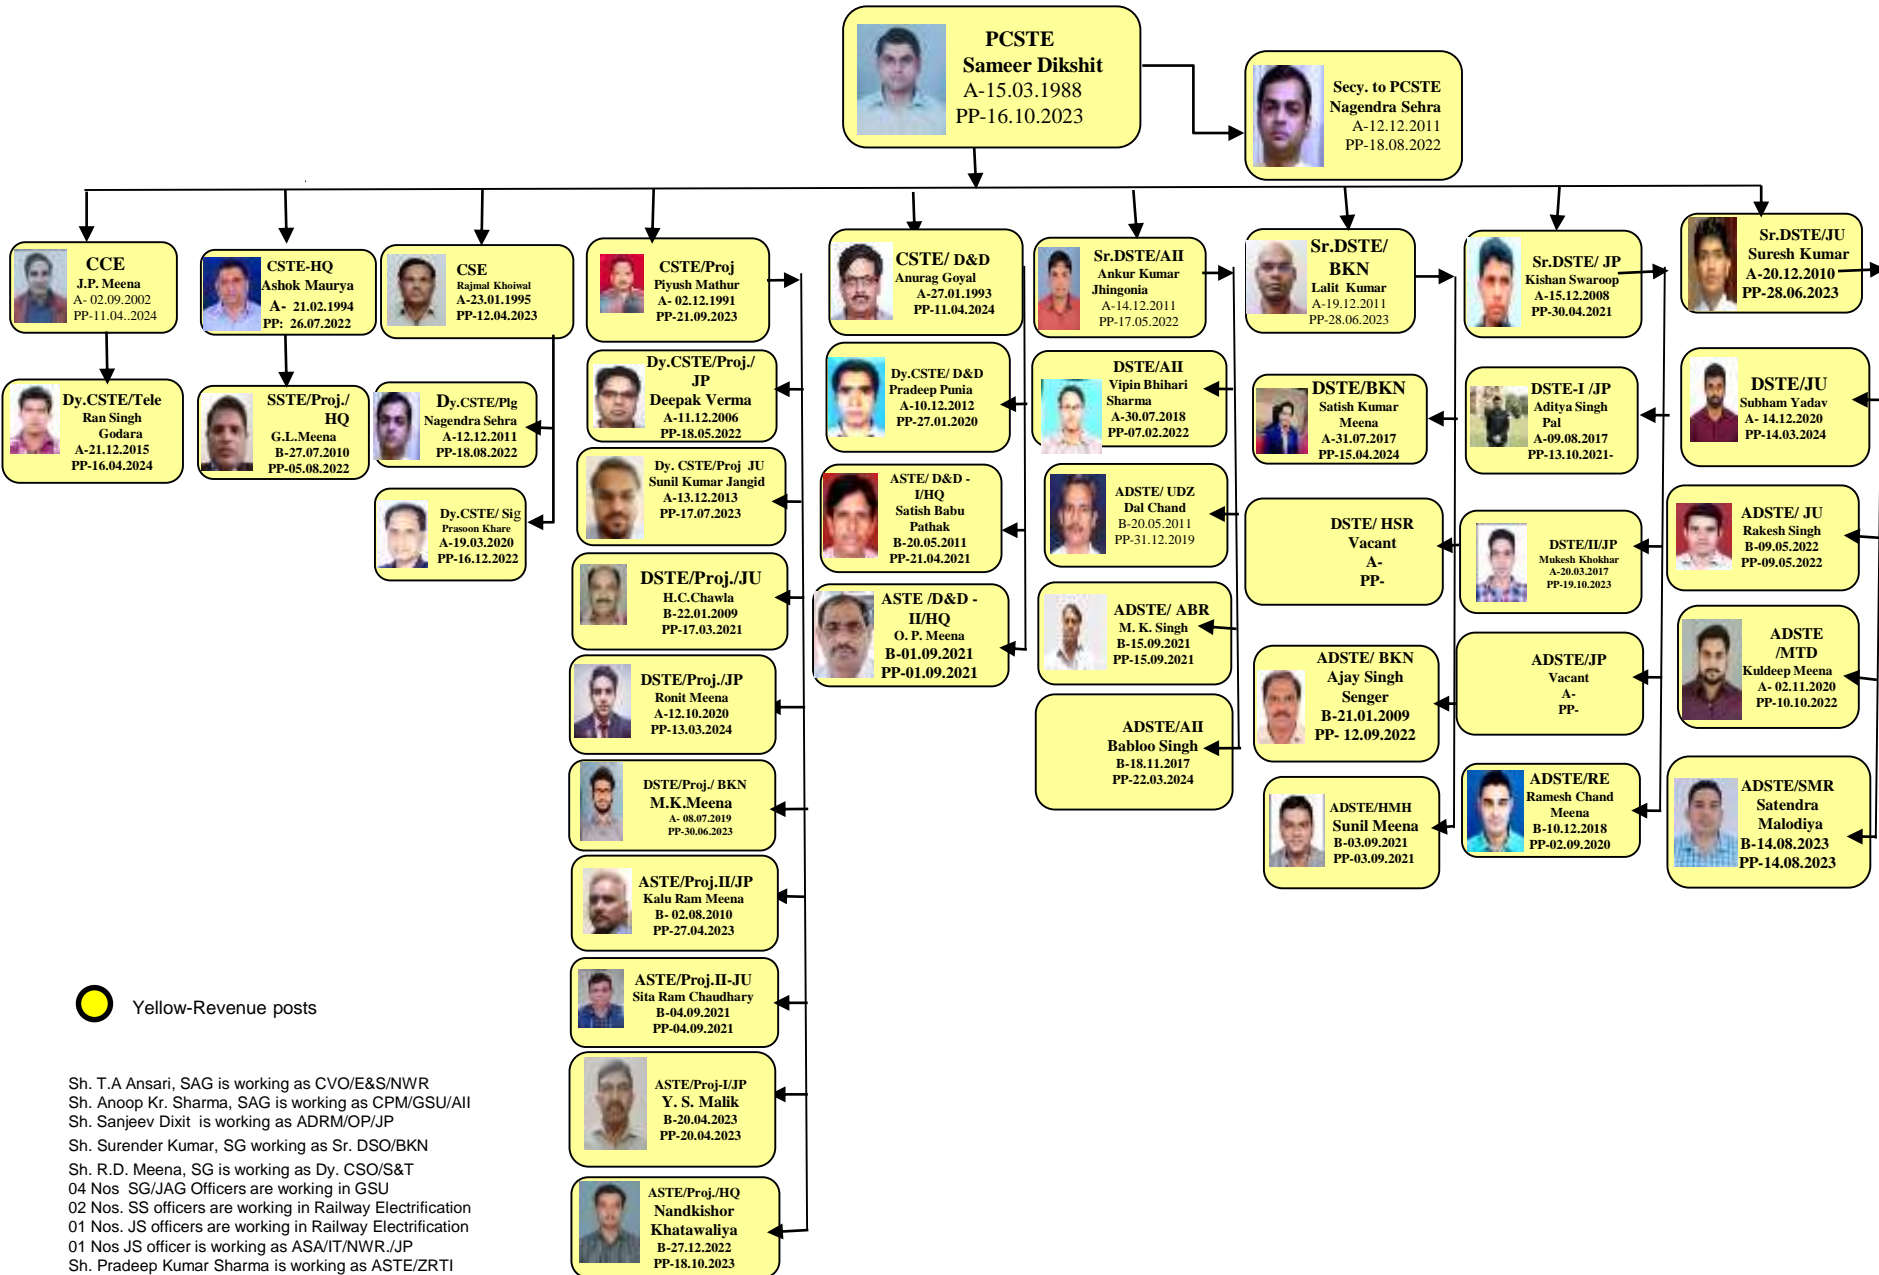 PCSTE
Sameer Dikshit
A-15.03.1988
PP-16.10.2023
Secy. to PCSTE
Nagendra Sehra
A-12.12.2011
PP-18.08.2022
CCE
J.P. Meena
A- 02.09.2002
PP-11.04..2024
Dy.CSTE/Tele
Ran Singh
Godara
A-21.12.2015
PP-16.04.2024
CSTE-HQ
Ashok Maurya
A- 21.02.1994
PP: 26.07.2022
SSTE/Proj./
HQ
G.L.Meena
B-27.07.2010
PP-05.08.2022
CSE
Rajmal Khoiwal
A-23.01.1995
PP-12.04.2023
Dy.CSTE/Plg
Nagendra Sehra
A-12.12.2011
PP-18.08.2022
Dy.CSTE/ Sig
Prasoon Khare
A-19.03.2020
PP-16.12.2022
CSTE/Proj
Piyush Mathur
A- 02.12.1991
PP-21.09.2023
Dy.CSTE/Proj./
JP
Deepak Verma
A-11.12.2006
PP-18.05.2022
Dy. CSTE/Proj JU
Sunil Kumar Jangid
A-13.12.2013
PP-17.07.2023
DSTE/Proj./JU
H.C.Chawla
B-22.01.2009
PP-17.03.2021
DSTE/Proj./JP
Ronit Meena
A-12.10.2020
PP-13.03.2024
DSTE/Proj./ BKN
M.K.Meena
A- 08.07.2019
PP-30.06.2023
ASTE/Proj.II/JP
Kalu Ram Meena
B- 02.08.2010
PP-27.04.2023
ASTE/Proj.II-JU
Sita Ram Chaudhary
B-04.09.2021
PP-04.09.2021
ASTE/Proj-I/JP
Y. S. Malik
B-20.04.2023
PP-20.04.2023
ASTE/Proj./HQ
Nandkishor
Khatawaliya
B-27.12.2022
PP-18.10.2023
CSTE/ D&D
Anurag Goyal
A-27.01.1993
PP-11.04.2024
Dy.CSTE/ D&D
Pradeep Punia
A-10.12.2012
PP-27.01.2020
ASTE/ D&D -
I/HQ
Satish Babu
Pathak
B-20.05.2011
PP-21.04.2021
ASTE /D&D -
II/HQ
O. P. Meena
B-01.09.2021
PP-01.09.2021
Sr.DSTE/AII
Ankur Kumar
Jhingonia
A-14.12.2011
PP-17.05.2022
DSTE/AII
Vipin Bhihari
Sharma
A-30.07.2018
PP-07.02.2022
ADSTE/ UDZ
Dal Chand
B-20.05.2011
PP-31.12.2019
ADSTE/ ABR
M. K. Singh
B-15.09.2021
PP-15.09.2021
ADSTE/AII
Babloo Singh
B-18.11.2017
PP-22.03.2024
Sr.DSTE/
BKN
Lalit Kumar
A-19.12.2011
PP-28.06.2023
DSTE/BKN
Satish Kumar
Meena
A-31.07.2017
PP-15.04.2024
DSTE/ HSR
Vacant
A-
PP-
ADSTE/ BKN
Ajay Singh
Senger
B-21.01.2009
PP- 12.09.2022
ADSTE/HMH
Sunil Meena
B-03.09.2021
PP-03.09.2021
Sr.DSTE/ JP
Kishan Swaroop
A-15.12.2008
PP-30.04.2021
DSTE-I /JP
Aditya Singh
Pal
A-09.08.2017
PP-13.10.2021-
DSTE/II/JP
Mukesh Khokhar
A-20.03.2017
PP-19.10.2023
ADSTE/JP
Vacant
A-
PP-
ADSTE/RE
Ramesh Chand
Meena
B-10.12.2018
PP-02.09.2020
Sr.DSTE/JU
Suresh Kumar
A-20.12.2010
PP-28.06.2023
DSTE/JU
Subham Yadav
A- 14.12.2020
PP-14.03.2024
ADSTE/ JU
Rakesh Singh
B-09.05.2022
PP-09.05.2022
ADSTE
/MTD
Kuldeep Meena
A- 02.11.2020
PP-10.10.2022
ADSTE/SMR
Satendra
Malodiya
B-14.08.2023
PP-14.08.2023
Yellow-Revenue posts
Sh. T.A Ansari, SAG is working as CVO/E&S/NWR
Sh. Anoop Kr. Sharma, SAG is working as CPM/GSU/AII
Sh. Sanjeev Dixit is working as ADRM/OP/JP
Sh. Surender Kumar, SG working as Sr. DSO/BKN
Sh. R.D. Meena, SG is working as Dy. CSO/S&T
04 Nos SG/JAG Officers are working in GSU
02 Nos. SS officers are working in Railway Electrification
01 Nos. JS officers are working in Railway Electrification
01 Nos JS officer is working as ASA/IT/NWR./JP
Sh. Pradeep Kumar Sharma is working as ASTE/ZRTI